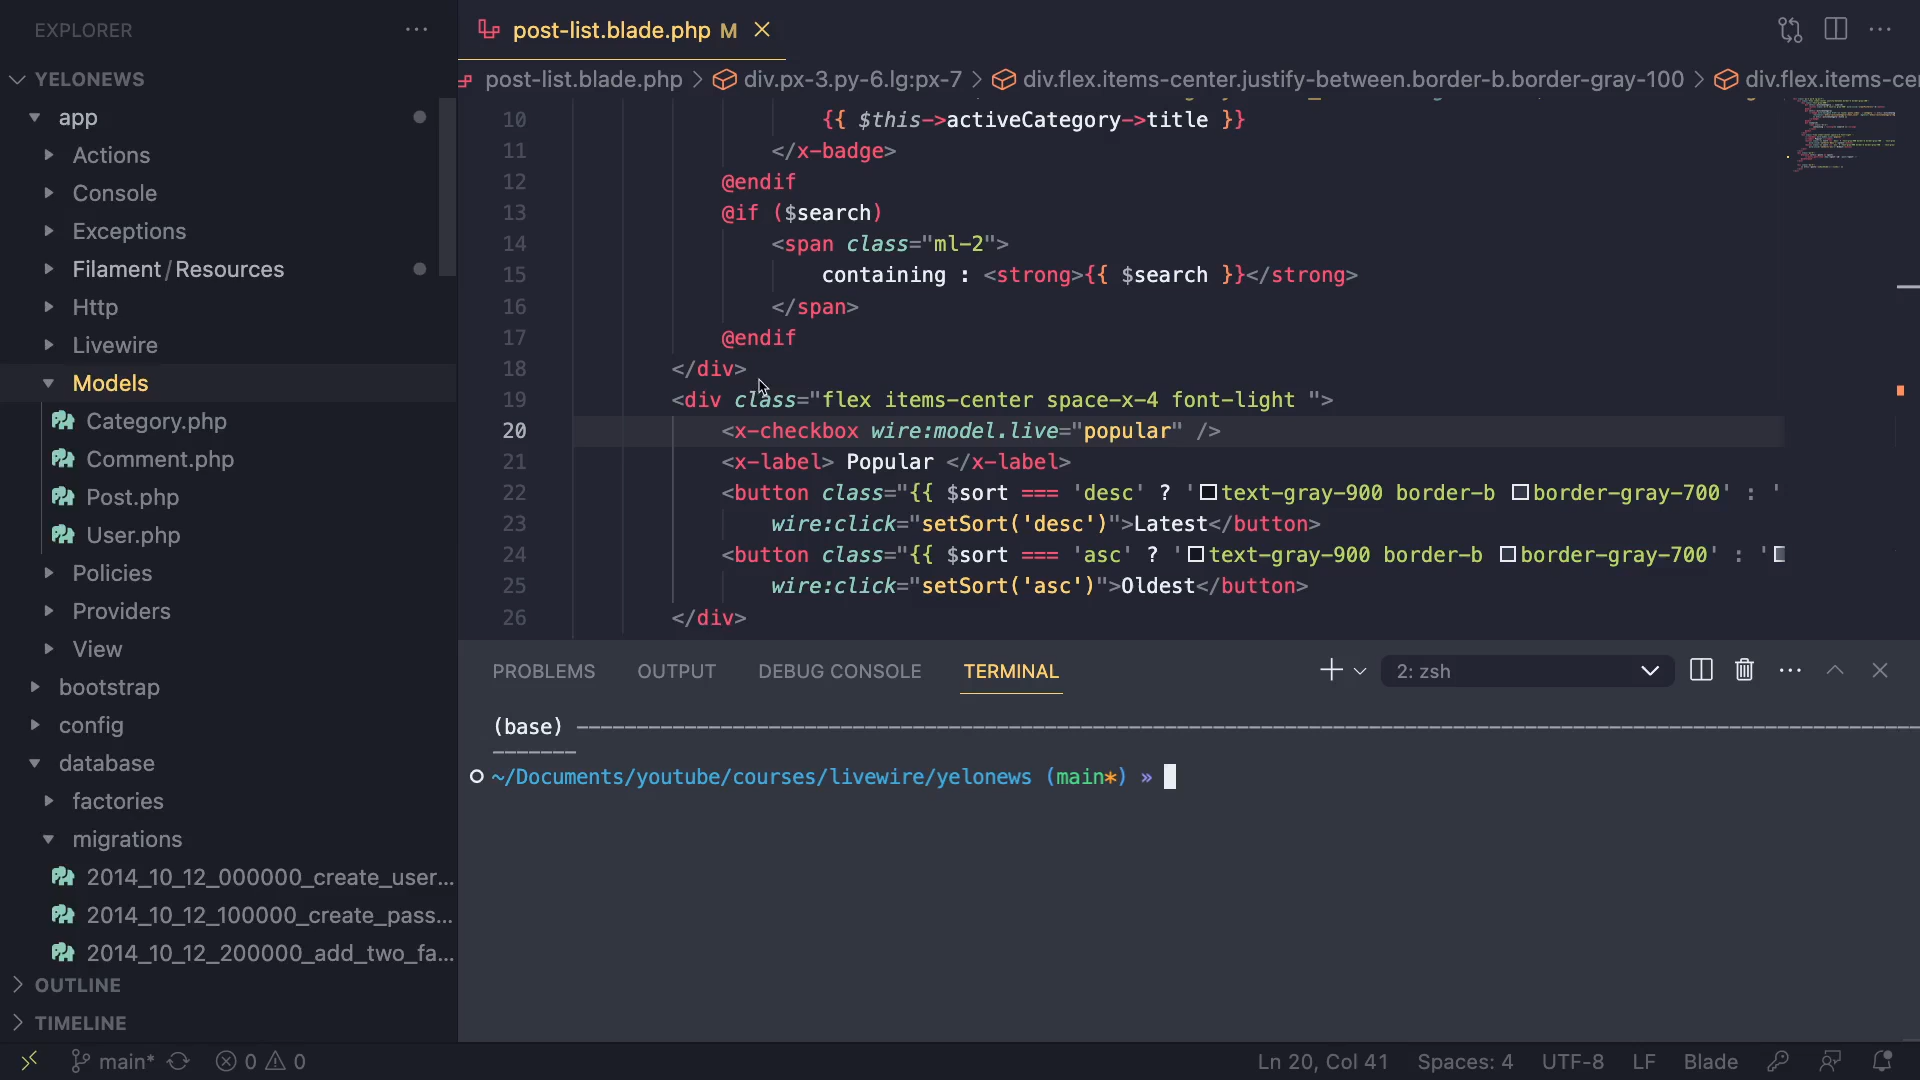 EXPLORER
YELONEWS
app
Actions
Console
Exceptions
Filament/Resources
Http
Livewire
Models
Category.php
Comment.php
Post.php
User.php
Policies
Providers
View
bootstrap
config
database
factories
migrations
2014_10_12_000000_create_user...
2014_10_12_100000_create_pass...
2014_10_12_200000_add_two_fa...
OUTLINE
TIMELINE
post-list.blade.php M
post-list.blade.php > div.px-3.py-6.lg:px-7 > div.flex.items-center.justify-between.border-b.border-gray-100 > div.flex.items-ce
10 {{ $this->activeCategory->title }}
11 </x-badge>
12 @endif
13 @if ($search)
14 <span class="ml-2">
15 containing : <strong>{{ $search }}</strong>
16 </span>
17 @endif
18 </div>
19 <div class="flex items-center space-x-4 font-light ">
20 <x-checkbox wire:model.live="popular" />
21 <x-label> Popular </x-label>
22 <button class="{{ $sort === 'desc' ? 'text-gray-900 border-b border-gray-700' : '
23 wire:click="setSort('desc')">Latest</button>
24 <button class="{{ $sort === 'asc' ? 'text-gray-900 border-b border-gray-700' : '
25 wire:click="setSort('asc')">Oldest</button>
26 </div>
PROBLEMS OUTPUT DEBUG CONSOLE TERMINAL 2: zsh
(base) ----------
~/Documents/youtube/courses/livewire/yelonews (main*) »
main* 0 0 Ln 20, Col 41 Spaces: 4 UTF-8 LF Blade